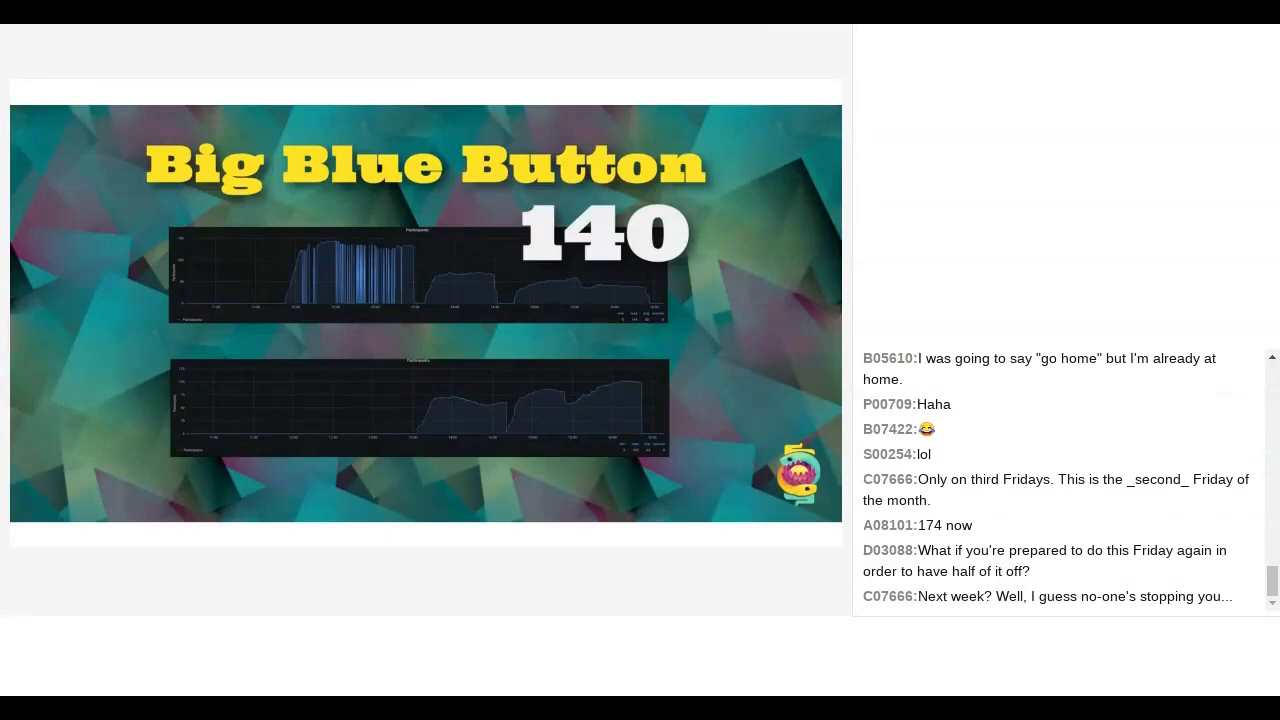 Big Blue Button
140
Participants
Participants
B05610:I was going to say "go home" but I'm already at
home.
P00709:Haha
B07422:😂
S00254:lol
C07666:Only on third Fridays. This is the _second_ Friday of
the month.
A08101:174 now
D03088:What if you're prepared to do this Friday again in
order to have half of it off?
C07666:Next week? Well, I guess no-one's stopping you...